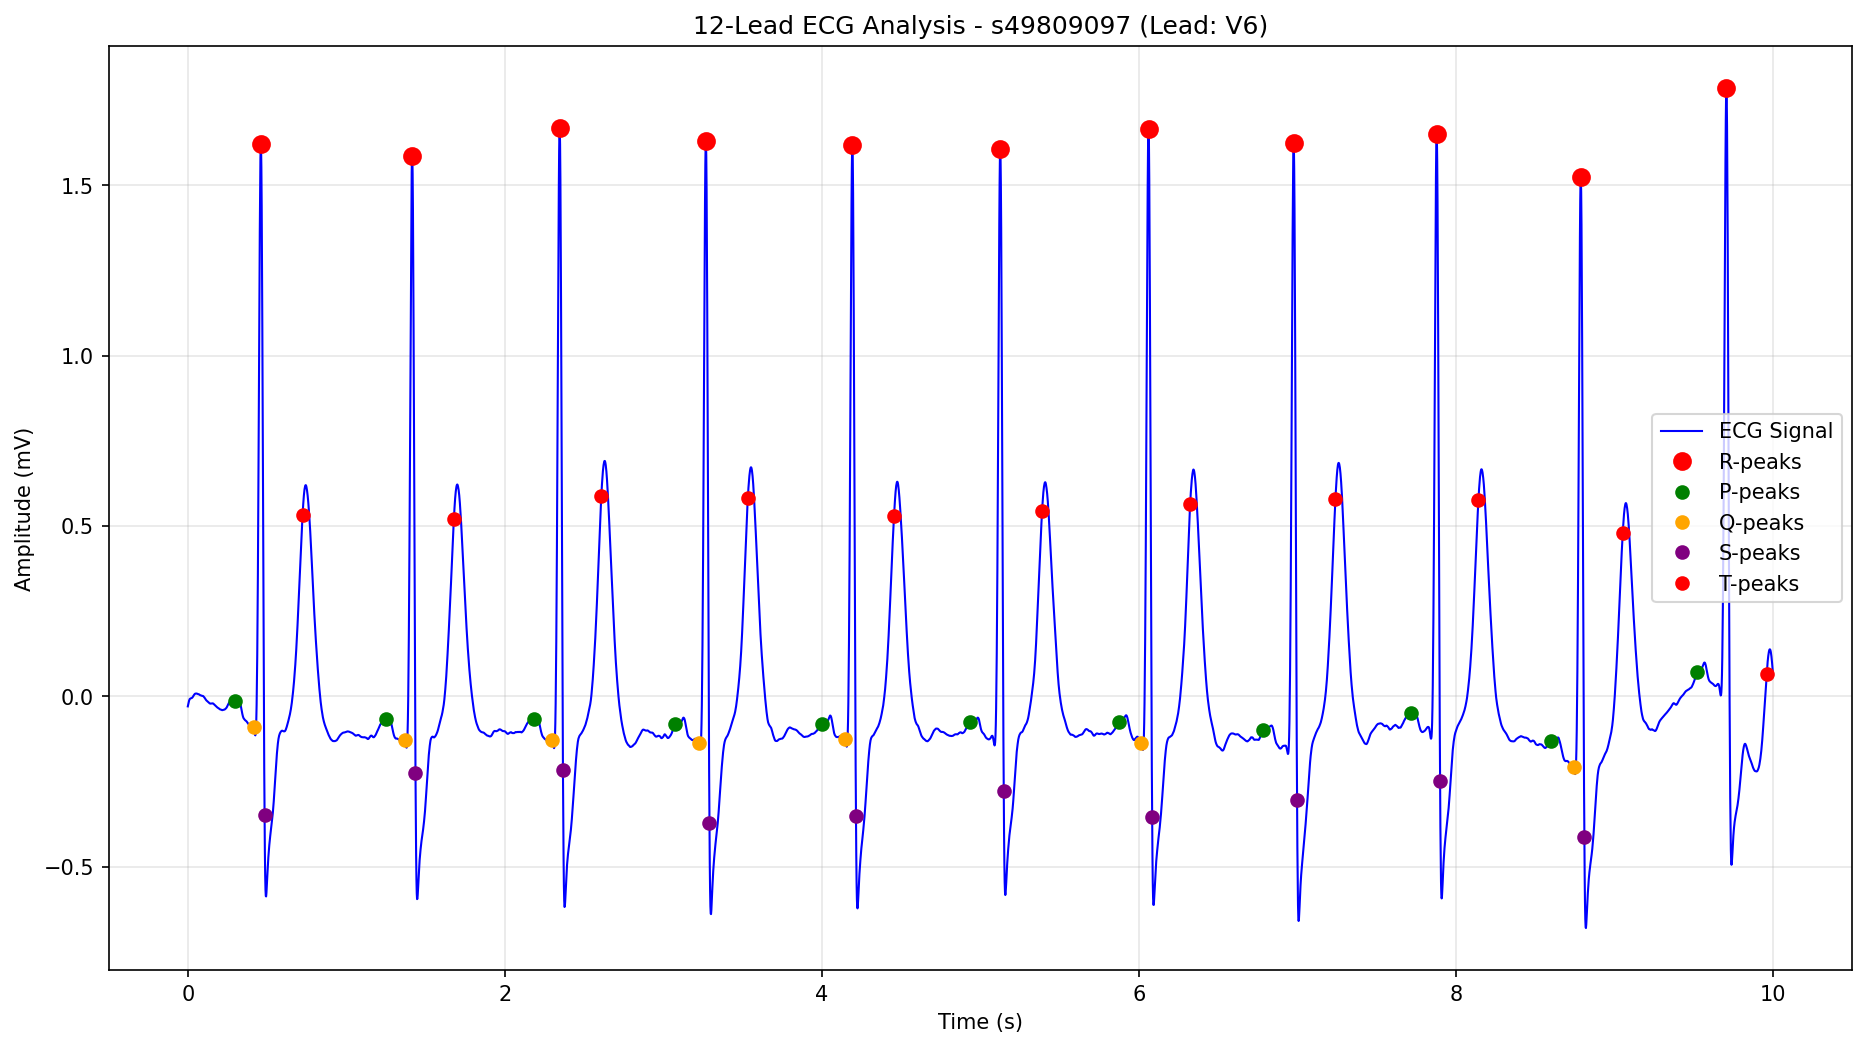 12-Lead ECG Analysis - s49809097 (Lead: V6)
Amplitude (mV)
1.5
1.0
0.5
0.0
−0.5
ECG Signal
R-peaks
P-peaks
Q-peaks
S-peaks
T-peaks
0 2 4 6 8 10
Time (s)